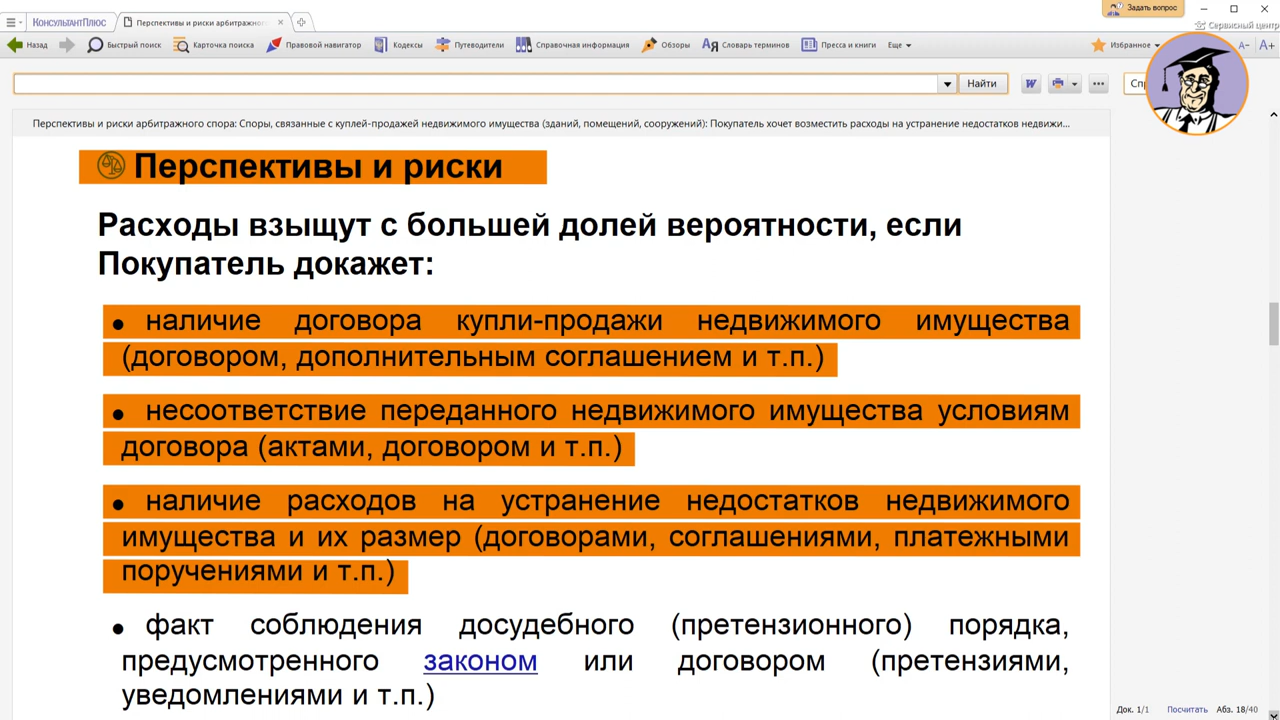 Задать вопрос
КонсультантПлюс
Перспективы и риски арбитражного
Сервисный центр
Назад
Быстрый поиск
Карточка поиска
Правовой навигатор
Кодексы
Путеводители
Справочная информация
Обзоры
Словарь терминов
Пресса и книги
Еще
Избранное
А-
А+
Найти
Спр
Перспективы и риски арбитражного спора: Споры, связанные с куплей-продажей недвижимого имущества (зданий, помещений, сооружений): Покупатель хочет возместить расходы на устранение недостатков недвижи...
Перспективы и риски
Расходы взыщут с большей долей вероятности, если
Покупатель докажет:
• наличие договора купли-продажи недвижимого имущества
(договором, дополнительным соглашением и т.п.)
• несоответствие переданного недвижимого имущества условиям
договора (актами, договором и т.п.)
• наличие расходов на устранение недостатков недвижимого
имущества и их размер (договорами, соглашениями, платежными
поручениями и т.п.)
• факт соблюдения досудебного (претензионного) порядка,
предусмотренного законом или договором (претензиями,
уведомлениями и т.п.)
Док. 1/1 Посчитать Абз. 18/40